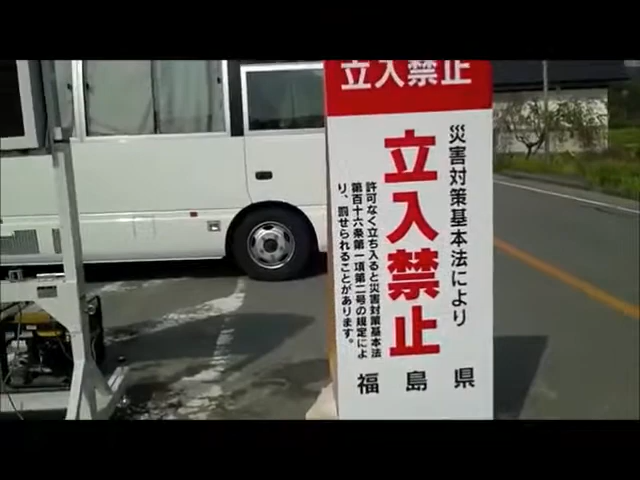 立入禁止
災害対策基本法により
立入禁止
許可なく立ち入ると災害対策基本法
第百十六条第一項第二号の規定によ
り、罰せられることがあります。
福島県